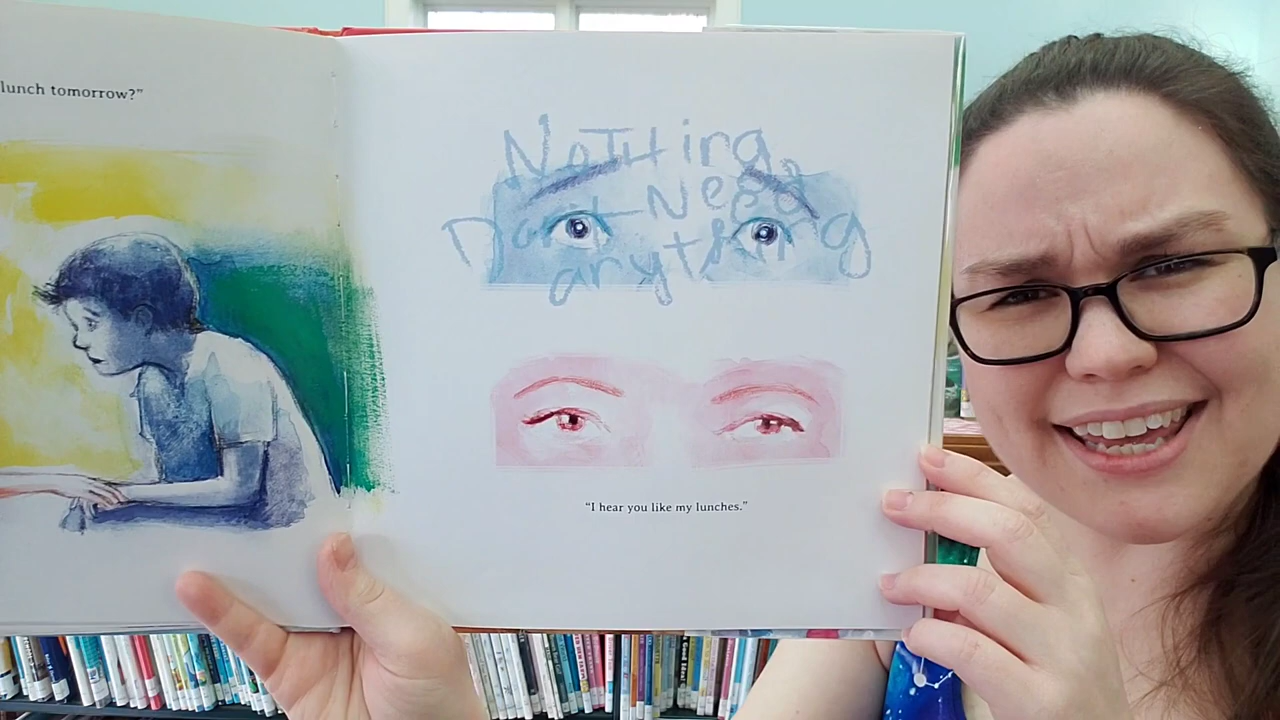 lunch tomorrow?”
NoTHing
Don't Need
anything
“I hear you like my lunches.”